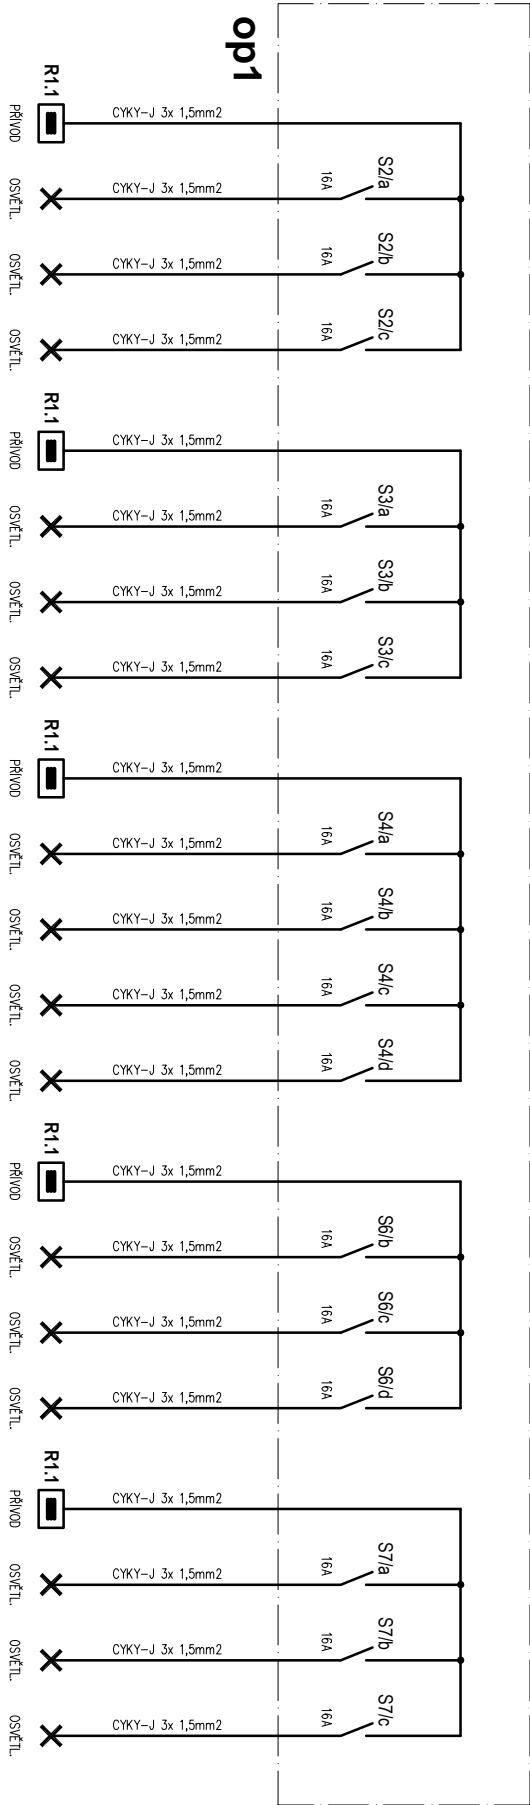 op1
R1.1
PŘÍVOD
CYKY-J 3x 1,5mm2
OSVĚTL.
CYKY-J 3x 1,5mm2
16A
S2/a
OSVĚTL.
CYKY-J 3x 1,5mm2
16A
S2/b
OSVĚTL.
CYKY-J 3x 1,5mm2
16A
S2/c
R1.1
PŘÍVOD
CYKY-J 3x 1,5mm2
OSVĚTL.
CYKY-J 3x 1,5mm2
16A
S3/a
OSVĚTL.
CYKY-J 3x 1,5mm2
16A
S3/b
OSVĚTL.
CYKY-J 3x 1,5mm2
16A
S3/c
R1.1
PŘÍVOD
CYKY-J 3x 1,5mm2
OSVĚTL.
CYKY-J 3x 1,5mm2
16A
S4/a
OSVĚTL.
CYKY-J 3x 1,5mm2
16A
S4/b
OSVĚTL.
CYKY-J 3x 1,5mm2
16A
S4/c
OSVĚTL.
CYKY-J 3x 1,5mm2
16A
S4/d
R1.1
PŘÍVOD
CYKY-J 3x 1,5mm2
OSVĚTL.
CYKY-J 3x 1,5mm2
16A
S6/b
OSVĚTL.
CYKY-J 3x 1,5mm2
16A
S6/c
OSVĚTL.
CYKY-J 3x 1,5mm2
16A
S6/d
R1.1
PŘÍVOD
CYKY-J 3x 1,5mm2
OSVĚTL.
CYKY-J 3x 1,5mm2
16A
S7/a
OSVĚTL.
CYKY-J 3x 1,5mm2
16A
S7/b
OSVĚTL.
CYKY-J 3x 1,5mm2
16A
S7/c